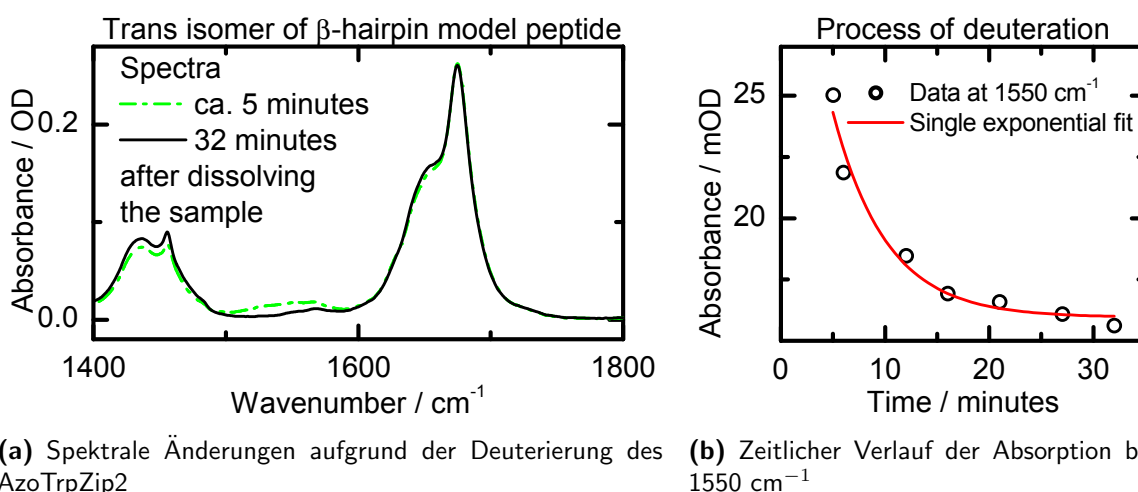 Trans isomer of β-hairpin model peptide
Spectra
ca. 5 minutes
32 minutes
after dissolving
the sample
Absorbance / OD
0.2
0.0
1400 1600 1800
Wavenumber / cm-1
Process of deuteration
Data at 1550 cm-1
Single exponential fit
Absorbance / mOD
25
20
0 10 20 30
Time / minutes
(a) Spektrale Änderungen aufgrund der Deuterierung des
AzoTrpZip2
(b) Zeitlicher Verlauf der Absorption b
1550 cm−1